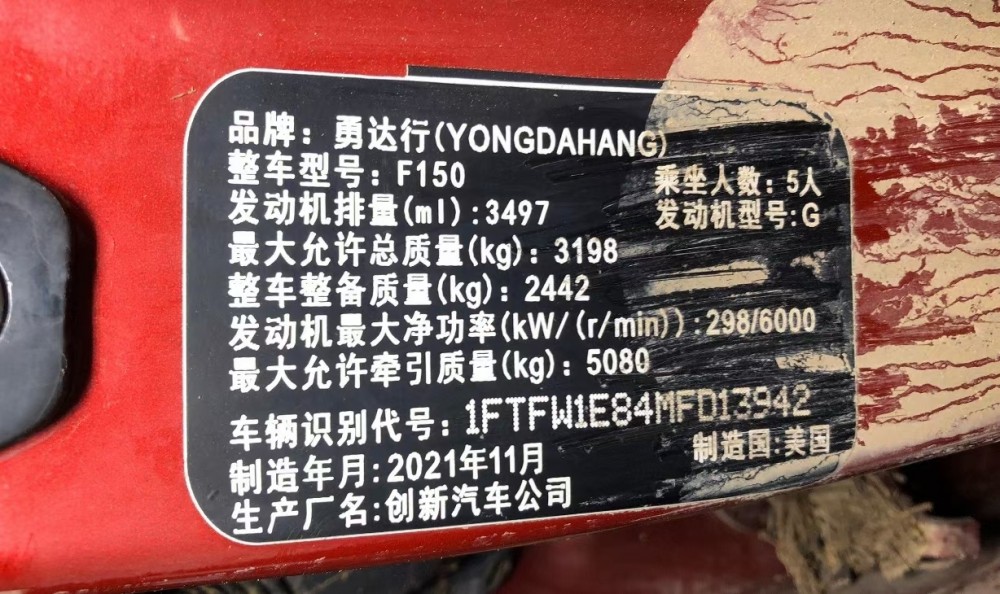 品牌：勇达行(YONGDAHANG)
整车型号：F150 乘坐人数：5人
发动机排量(ml):3497 发动机型号:G
最大允许总质量(kg)：3198
整车整备质量(kg)：2442
发动机最大净功率(kW/(r/min)):298/6000
最大允许牵引质量(kg)：5080
车辆识别代号：1FTFW1E84MFD13942
制造年月:2021年11月 制造国:美国
生产厂名:创新汽车公司